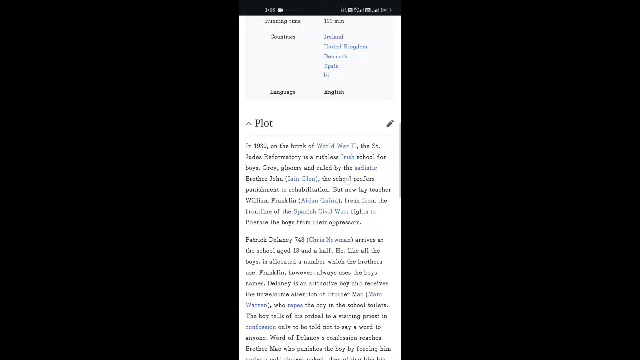 Running time 100 min
Countries Ireland
United Kingdom
Denmark
Spain
Language English
Plot
In 1939, on the brink of World War II, the St.
Judes Reformatory is a ruthless Irish school for
boys. Grey, gloomy and ruled by the sadistic
Brother John (Iain Glen), the school prefers
punishment to rehabilitation. But now lay teacher
William Franklin (Aidan Quinn), fresh from the
frontline of the Spanish Civil War, fights to
liberate the boys from their oppressor.
Patrick Delaney 743 (Chris Newman) arrives at
the school aged 13 and a half. He, like all the
boys, is allocated a number which the brothers
use. Franklin, however, always uses the boys
names. Delaney is an attractive boy and receives
the unwelcome attention of Brother Mac (Marc
Warren), who rapes the boy in the school toilets.
The boy tells of his ordeal to a visiting priest in
confession only to be told not to say a word to
anyone. Word of Delaney's confession reaches
Brother Mac who punishes the boy by forcing him